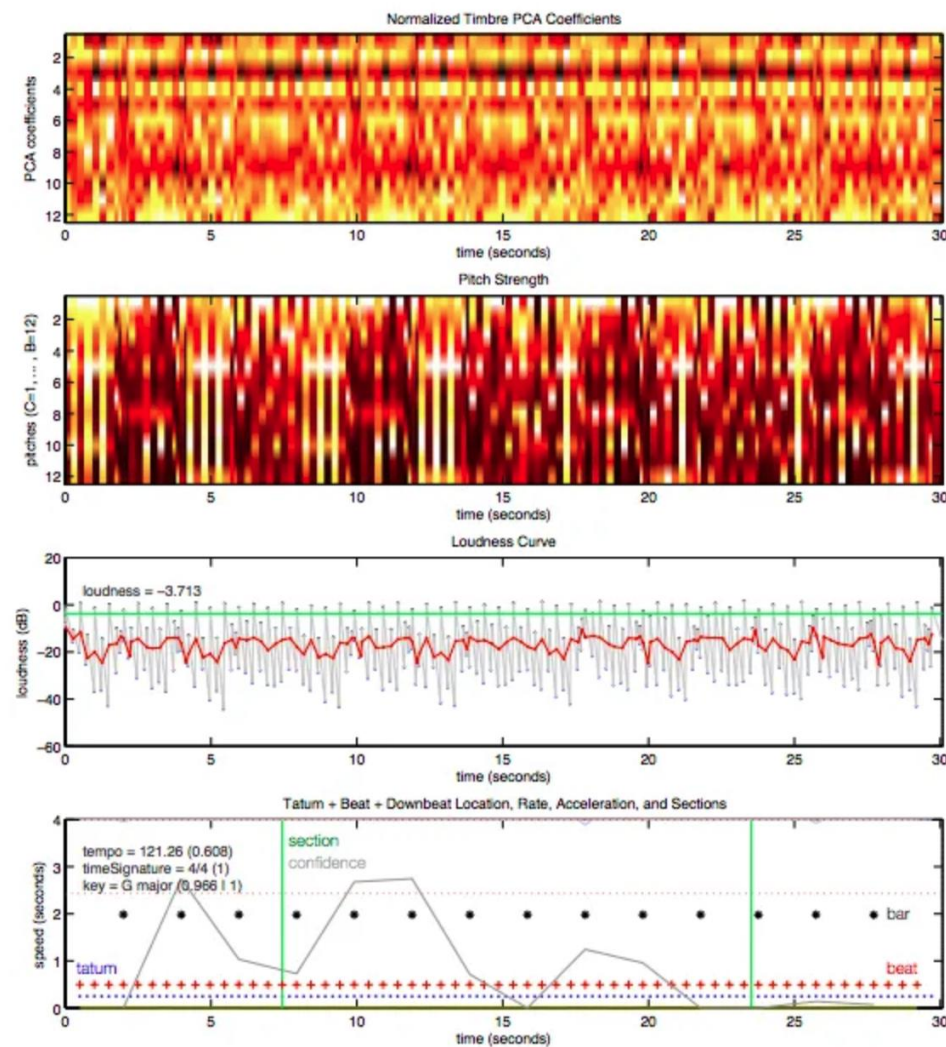 Normalized Timbre PCA Coefficients
PCA coefficients
2
4
6
8
10
12
0 5 10 15 20 25 30
time (seconds)
Pitch Strength
pitches (C=1, ... , B=12)
2
4
6
8
10
12
0 5 10 15 20 25 30
time (seconds)
Loudness Curve
loudness (dB)
20
0
−20
−40
−60
loudness = −3.713
0 5 10 15 20 25 30
time (seconds)
Tatum + Beat + Downbeat Location, Rate, Acceleration, and Sections
speed (seconds)
4
3
2
1
0
tempo = 121.26 (0.608)
timeSignature = 4/4 (1)
key = G major (0.966 | 1)
section
confidence
bar
tatum
beat
0 5 10 15 20 25 30
time (seconds)